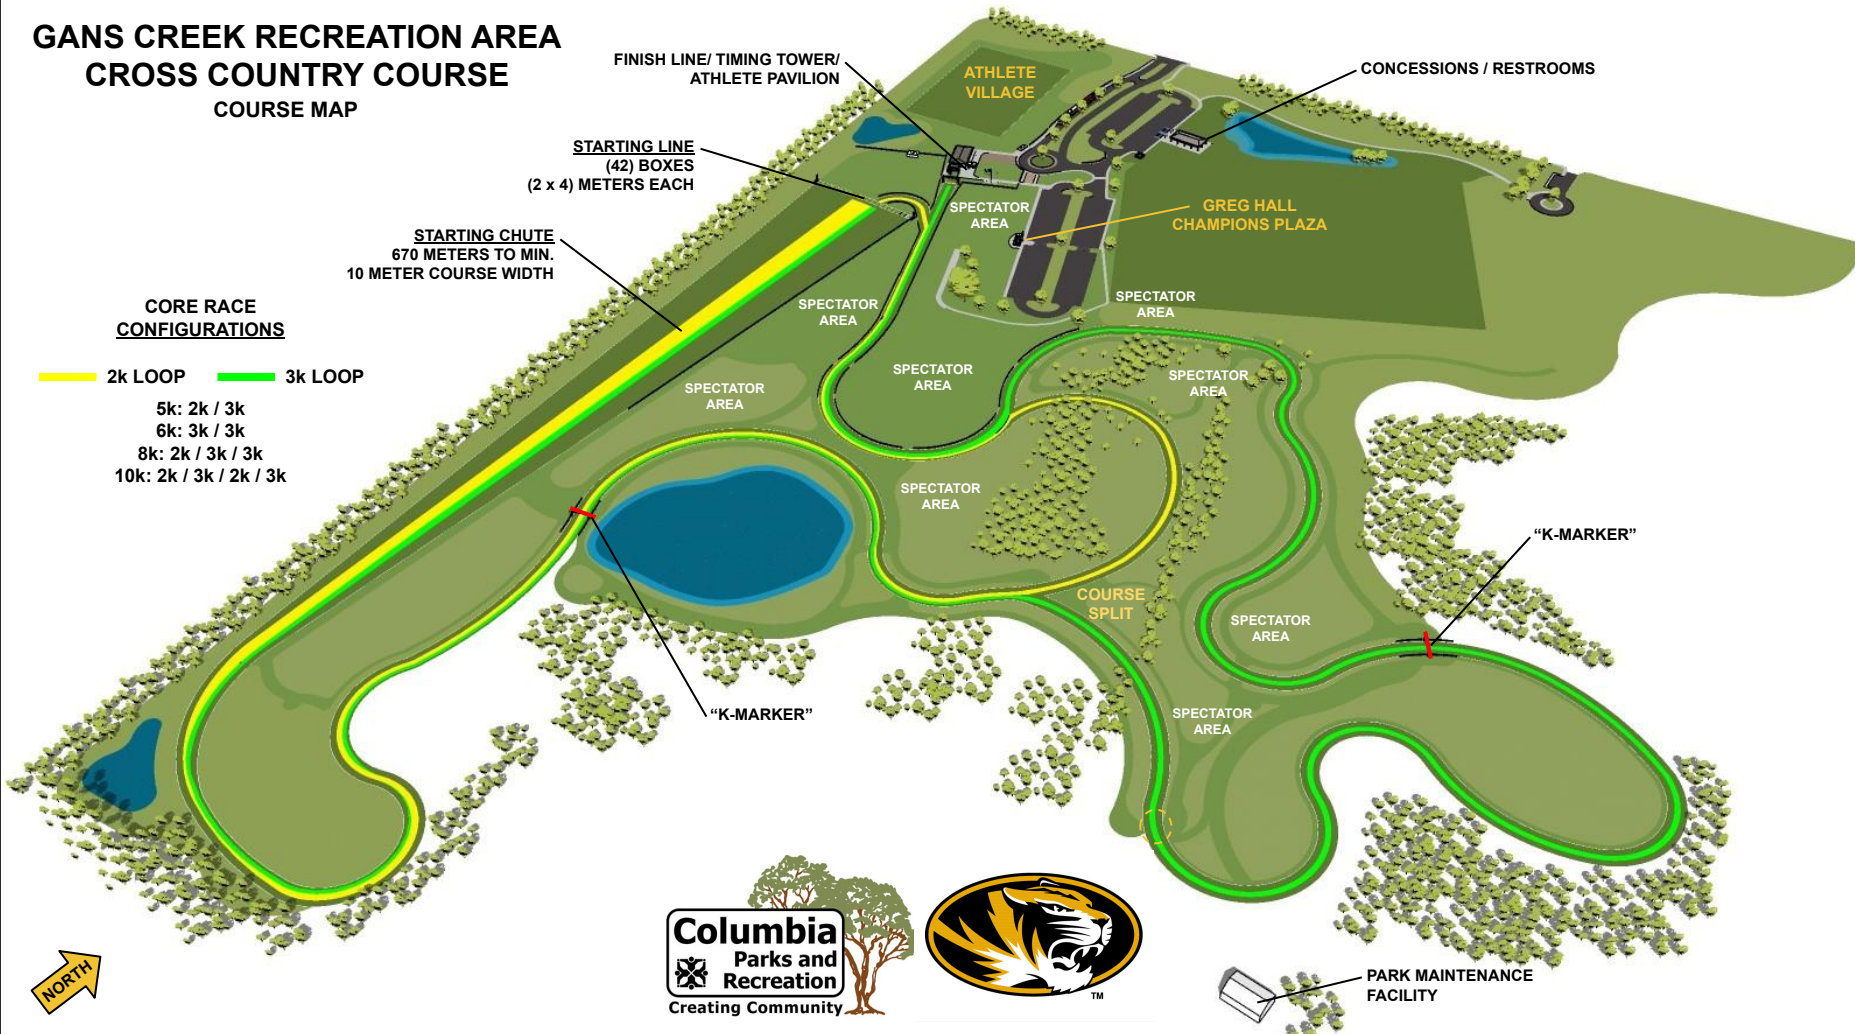 GANS CREEK RECREATION AREA
CROSS COUNTRY COURSE
COURSE MAP
FINISH LINE/ TIMING TOWER/
ATHLETE PAVILION
ATHLETE
VILLAGE
CONCESSIONS / RESTROOMS
STARTING LINE
(42) BOXES
(2 x 4) METERS EACH
SPECTATOR
AREA
GREG HALL
CHAMPIONS PLAZA
STARTING CHUTE
670 METERS TO MIN.
10 METER COURSE WIDTH
SPECTATOR
AREA
SPECTATOR
AREA
CORE RACE
CONFIGURATIONS
2k LOOP
3k LOOP
5k: 2k / 3k
6k: 3k / 3k
8k: 2k / 3k / 3k
10k: 2k / 3k / 2k / 3k
SPECTATOR
AREA
SPECTATOR
AREA
SPECTATOR
AREA
SPECTATOR
AREA
“K-MARKER”
COURSE
SPLIT
SPECTATOR
AREA
“K-MARKER”
SPECTATOR
AREA
NORTH
Columbia
Parks and
Recreation
Creating Community
TM
PARK MAINTENANCE
FACILITY